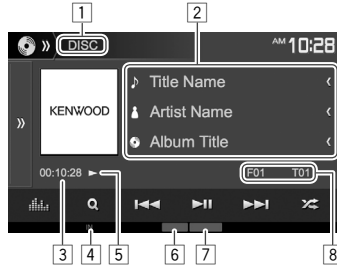 1 2
» DISC AM 10:28
Title Name
KENWOOD Artist Name
»
Album Title
00:10:28 F01 T01
IN
3 4 5 6 7 8